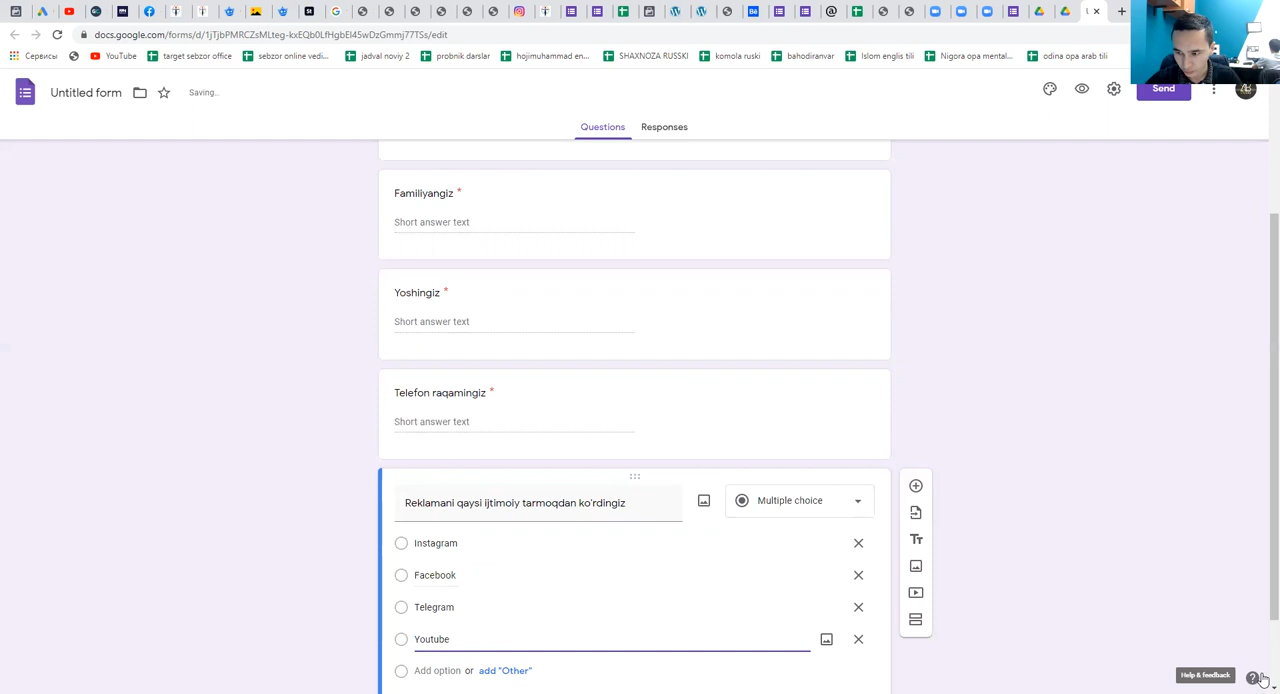 docs.google.com/forms/d/1jTjbPMRCZsMLteg-kxEQb0LfHgbEl45wDzGmmj77TSs/edit
Сервисы YouTube target sebzor office sebzor online vedi... jadval noviy 2 probnik darslar hojimuhammad en... SHAXNOZA RUSSKI komola ruski bahodiranvar Islom englis tili Nigora opa mental... odina opa arab tili
Untitled form Saving... Send
Questions Responses
Familiyangiz *
Short answer text
Yoshingiz *
Short answer text
Telefon raqamingiz *
Short answer text
Reklamani qaysi ijtimoiy tarmoqdan ko'rdingiz Multiple choice
Instagram
Facebook
Telegram
Youtube
Add option or add "Other"
Help & feedback